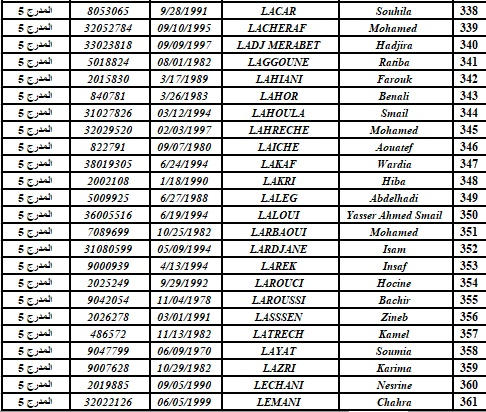 المدرج 5 8053065 9/28/1991 LACAR Souhila 338
المدرج 5 32052784 09/10/1995 LACHERAF Mohamed 339
المدرج 5 33023818 09/09/1997 LADJ MERABET Hadjira 340
المدرج 5 5018824 08/01/1982 LAGGOUNE Ratiba 341
المدرج 5 2015830 3/17/1989 LAHIANI Farouk 342
المدرج 5 840781 3/26/1983 LAHOR Benali 343
المدرج 5 31027826 03/12/1994 LAHOULA Smail 344
المدرج 5 32029520 02/03/1997 LAHRECHE Mohamed 345
المدرج 5 822791 09/07/1980 LAICHE Aouatef 346
المدرج 5 38019305 6/24/1994 LAKAF Wardia 347
المدرج 5 2002108 1/18/1990 LAKRI Hiba 348
المدرج 5 5009925 6/27/1988 LALEG Abdelhadi 349
المدرج 5 36005516 6/19/1994 LALOUI Yasser Ahmed Smail 350
المدرج 5 7089699 10/25/1982 LARBAOUI Mohamed 351
المدرج 5 31080599 05/09/1994 LARDJANE Isam 352
المدرج 5 9000939 4/13/1994 LAREK Insaf 353
المدرج 5 2025249 9/29/1992 LAROUCI Hocine 354
المدرج 5 9042054 11/04/1978 LAROUSSI Bachir 355
المدرج 5 2026278 03/01/1991 LASSSEN Zineb 356
المدرج 5 486572 11/13/1982 LATRECH Kamel 357
المدرج 5 9047799 06/09/1970 LAYAT Soumia 358
المدرج 5 9007628 10/29/1982 LAZRI Karima 359
المدرج 5 2019885 09/05/1990 LECHANI Nesrine 360
المدرج 5 32022126 06/05/1999 LEMANI Chahra 361